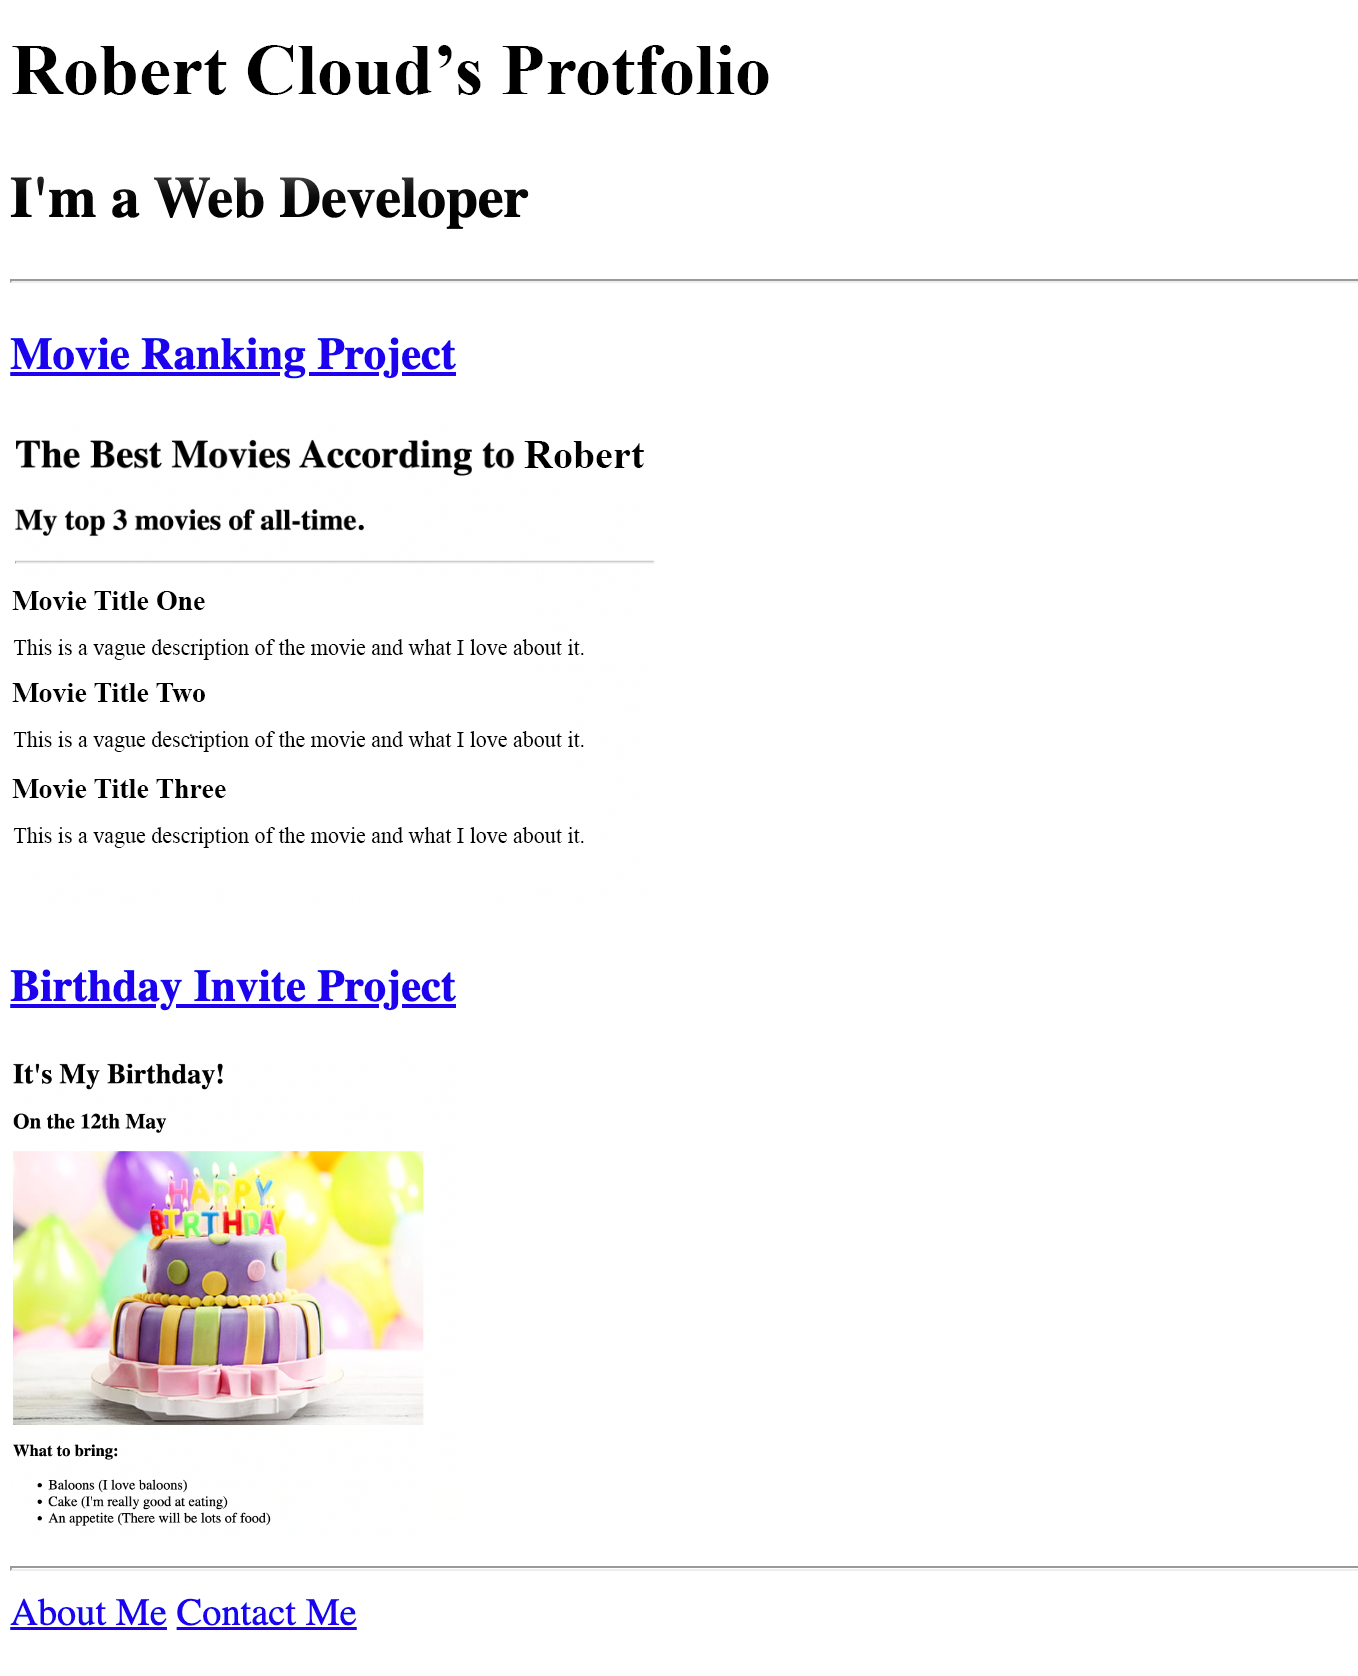 Robert Cloud’s Protfolio
I'm a Web Developer
Movie Ranking Project
The Best Movies According to Robert
My top 3 movies of all-time.
Movie Title One
This is a vague description of the movie and what I love about it.
Movie Title Two
This is a vague description of the movie and what I love about it.
Movie Title Three
This is a vague description of the movie and what I love about it.
Birthday Invite Project
It's My Birthday!
On the 12th May
HAPPY
BIRTHDAY
What to bring:
• Baloons (I love baloons)
• Cake (I'm really good at eating)
• An appetite (There will be lots of food)
About Me Contact Me